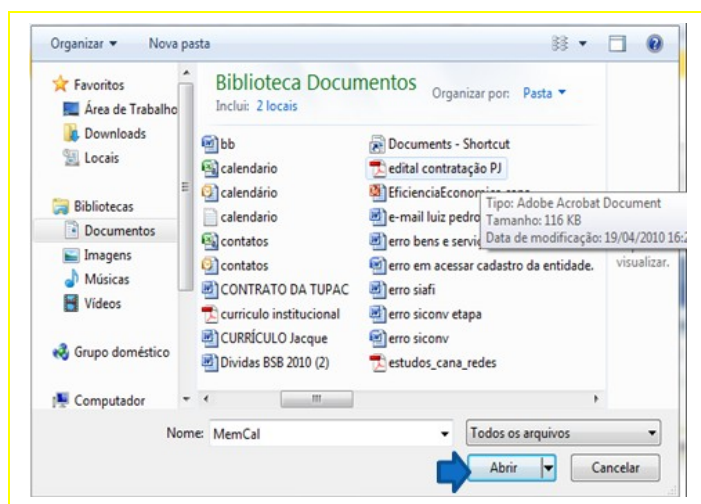 Organizar Nova pasta
Favoritos
Área de Trabalho
Downloads
Locais
Bibliotecas
Documentos
Imagens
Músicas
Vídeos
Grupo doméstico
Computador
Biblioteca Documentos
Inclui: 2 locais
Organizar por: Pasta
bb
calendario
calendário
calendario
contatos
contatos
CONTRATO DA TUPAC
curriculo institucional
CURRÍCULO Jacque
Dividas BSB 2010 (2)
Documents - Shortcut
edital contratação PJ
e-mail luiz pedro
erro bens e servi
erro em acessar cadastro da entidade.
erro siafi
erro siconv etapa
erro siconv
estudos_cana_redes
Tipo: Adobe Acrobat Document
Tamanho: 116 KB
Data de modificação: 19/04/2010 16:2
visualizar.
Nome: MemCal
Todos os arquivos
Abrir Cancelar